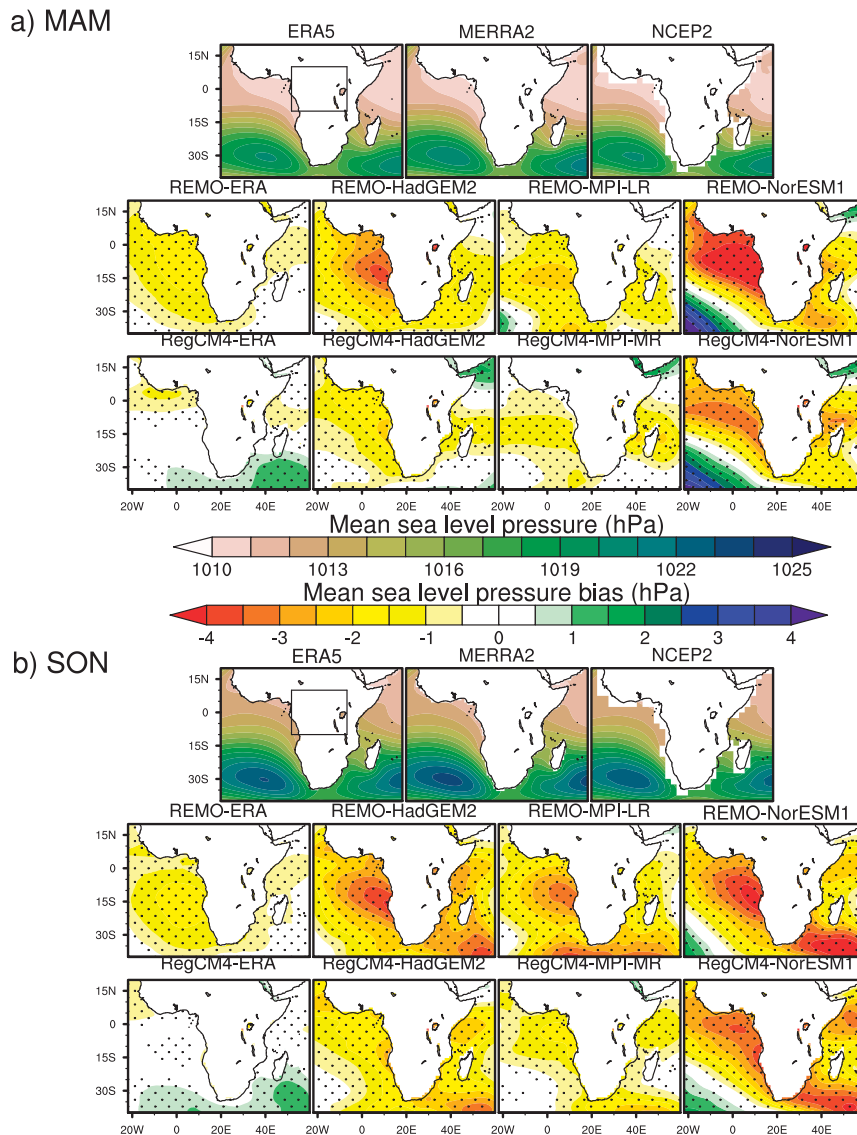 a) MAM
ERA5 MERRA2 NCEP2
15N
0
15S
30S
REMO-ERA REMO-HadGEM2 REMO-MPI-LR REMO-NorESM1
15N
0
15S
30S
RegCM4-ERA RegCM4-HadGEM2 RegCM4-MPI-MR RegCM4-NorESM1
15N
0
15S
30S
20W 0 20E 40E 20W 0 20E 40E 20W 0 20E 40E 20W 0 20E 40E
Mean sea level pressure (hPa)
1010 1013 1016 1019 1022 1025
Mean sea level pressure bias (hPa)
-4 -3 -2 -1 0 1 2 3 4
b) SON
ERA5 MERRA2 NCEP2
15N
0
15S
30S
REMO-ERA REMO-HadGEM2 REMO-MPI-LR REMO-NorESM1
15N
0
15S
30S
RegCM4-ERA RegCM4-HadGEM2 RegCM4-MPI-MR RegCM4-NorESM1
15N
0
15S
30S
20W 0 20E 40E 20W 0 20E 40E 20W 0 20E 40E 20W 0 20E 40E